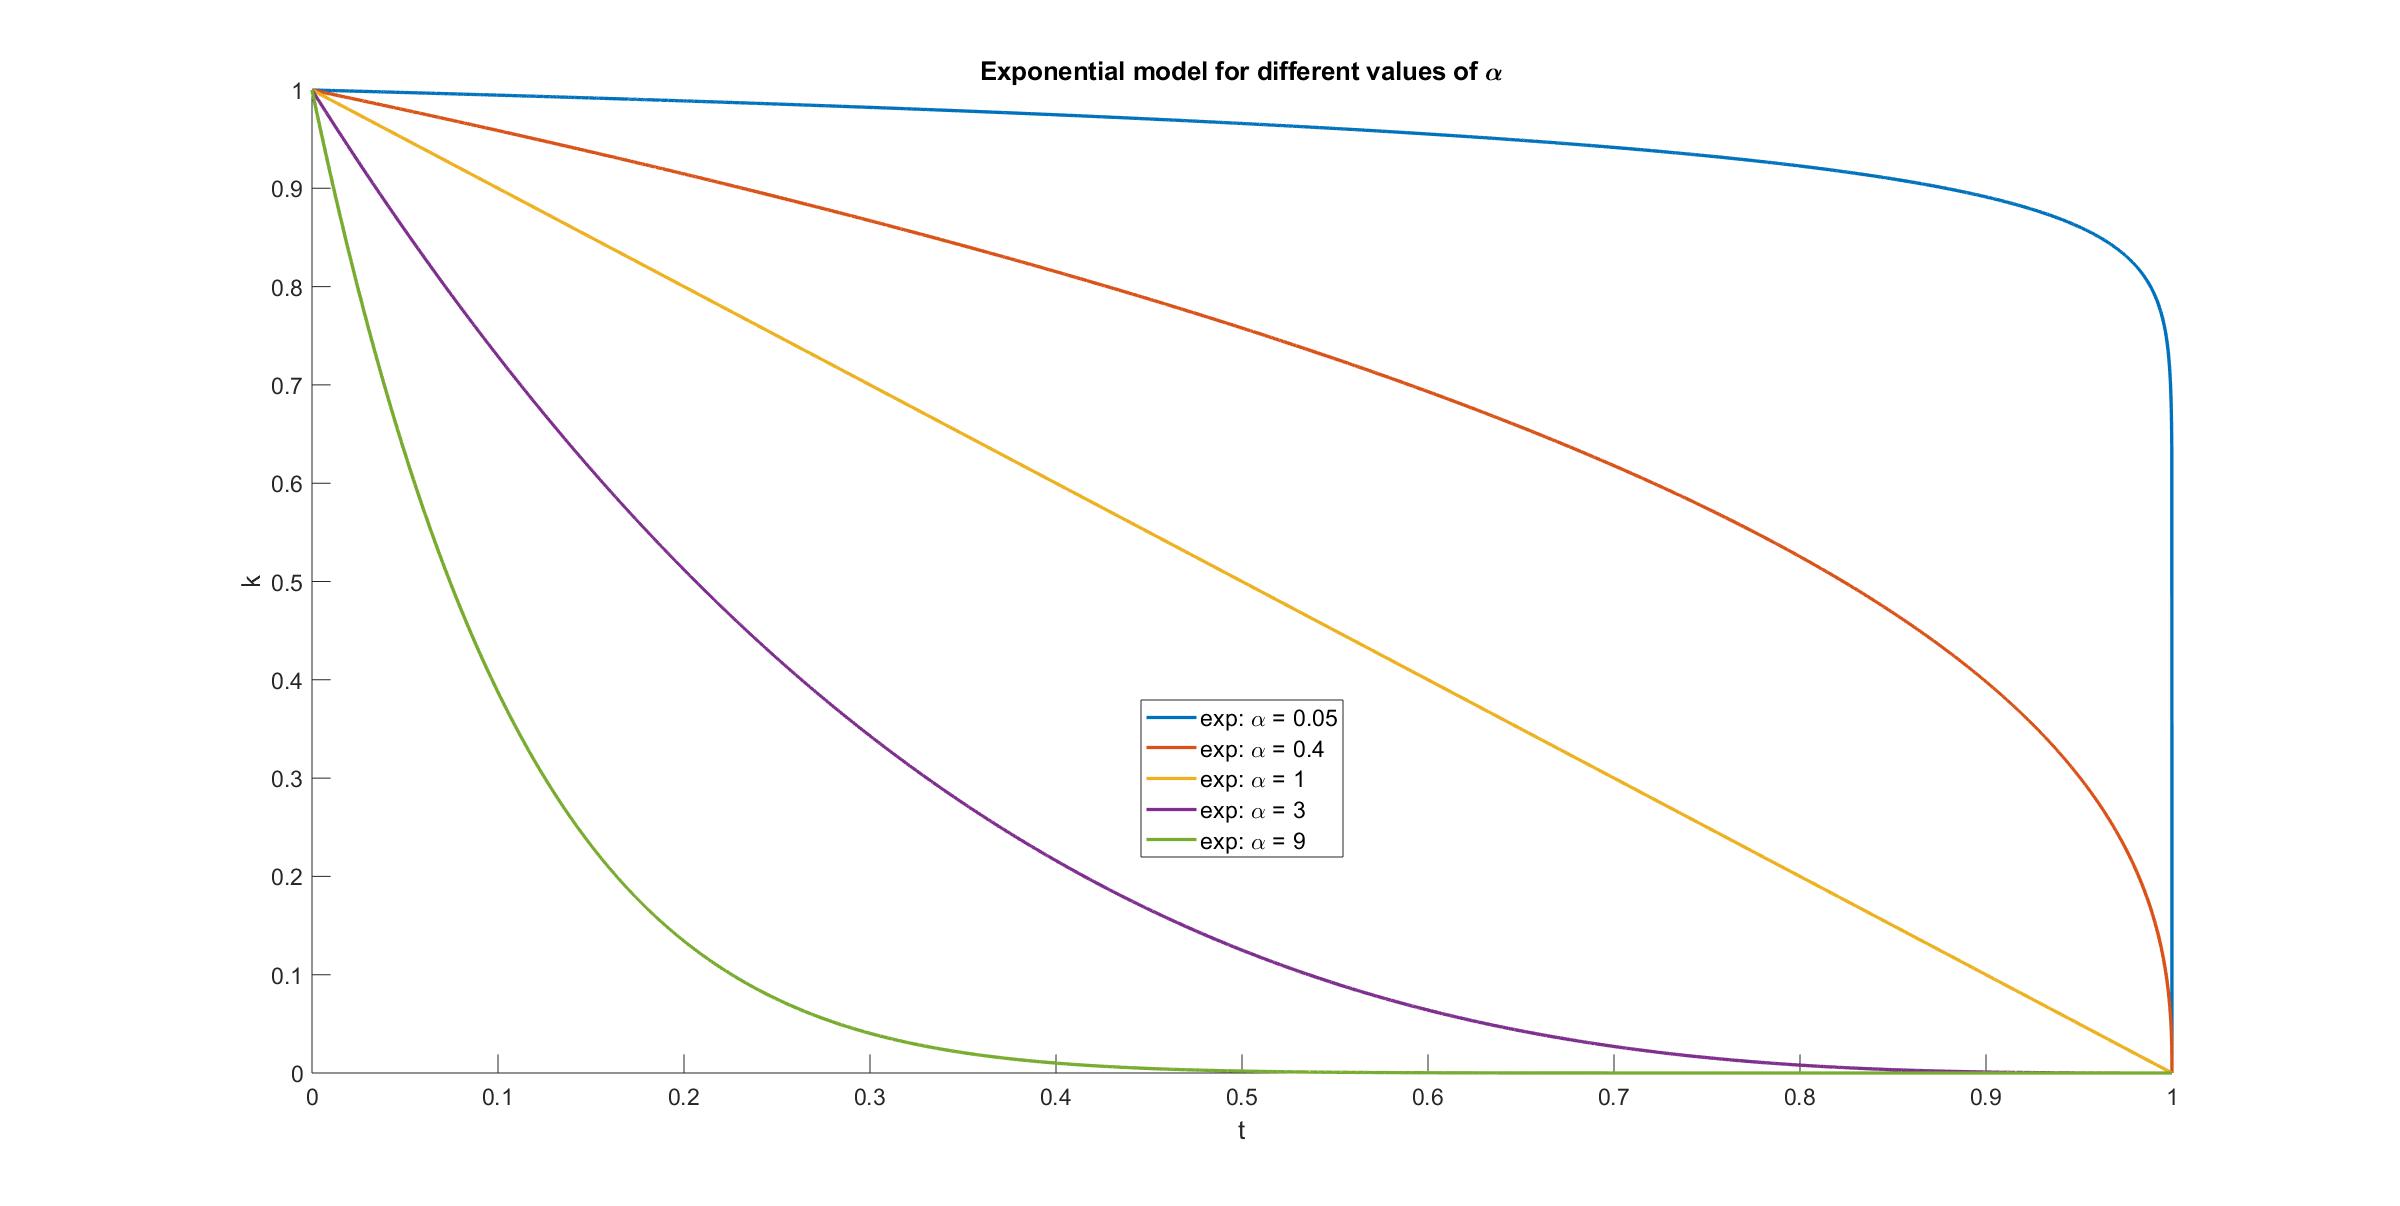 Exponential model for different values of α
1
0.9
0.8
0.7
0.6
0.5
0.4
0.3
0.2
0.1
0
k
exp: α = 0.05
exp: α = 0.4
exp: α = 1
exp: α = 3
exp: α = 9
0 0.1 0.2 0.3 0.4 0.5 0.6 0.7 0.8 0.9 1
t